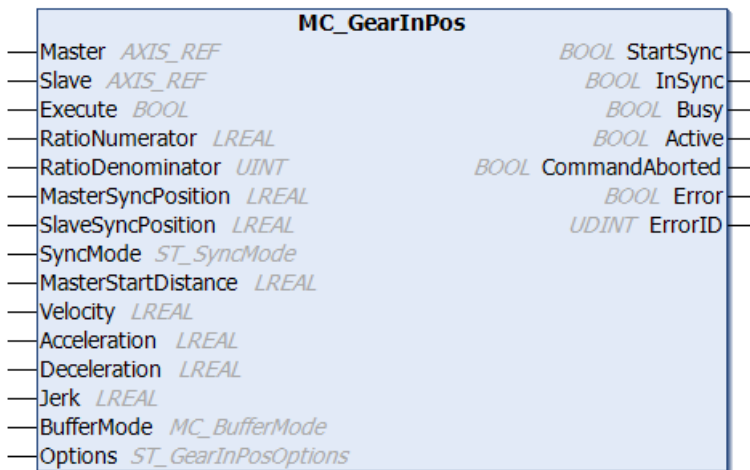 MC_GearInPos
Master AXIS_REF BOOL StartSync
Slave AXIS_REF BOOL InSync
Execute BOOL BOOL Busy
RatioNumerator LREAL BOOL Active
RatioDenominator UINT BOOL CommandAborted
MasterSyncPosition LREAL BOOL Error
SlaveSyncPosition LREAL UDINT ErrorID
SyncMode ST_SyncMode
MasterStartDistance LREAL
Velocity LREAL
Acceleration LREAL
Deceleration LREAL
Jerk LREAL
BufferMode MC_BufferMode
Options ST_GearInPosOptions